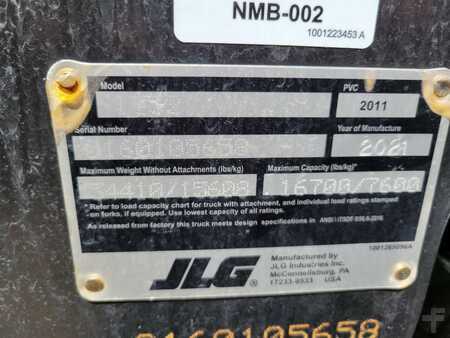 NMB-002
1001223453 A
Model
PVC
2011
Serial Number
0160105658
Year of Manufacture
2021
Maximum Weight Without Attachments (lbs/kg)
Maximum Capacity (lbs/kg)*
34410/15608
16700/7600
*Refer to load capacity chart for truck with attachment, and individual load ratings stamped
on forks, if equipped. Use lowest capacity of all ratings.
As released from factory this truck meets design specifications in ANSI/ITSDF B56.6-2016
1001269096A
JLG®
Manufactured by
JLG Industries Inc.
McConnellsburg, PA
17233-9533 USA
0160105658